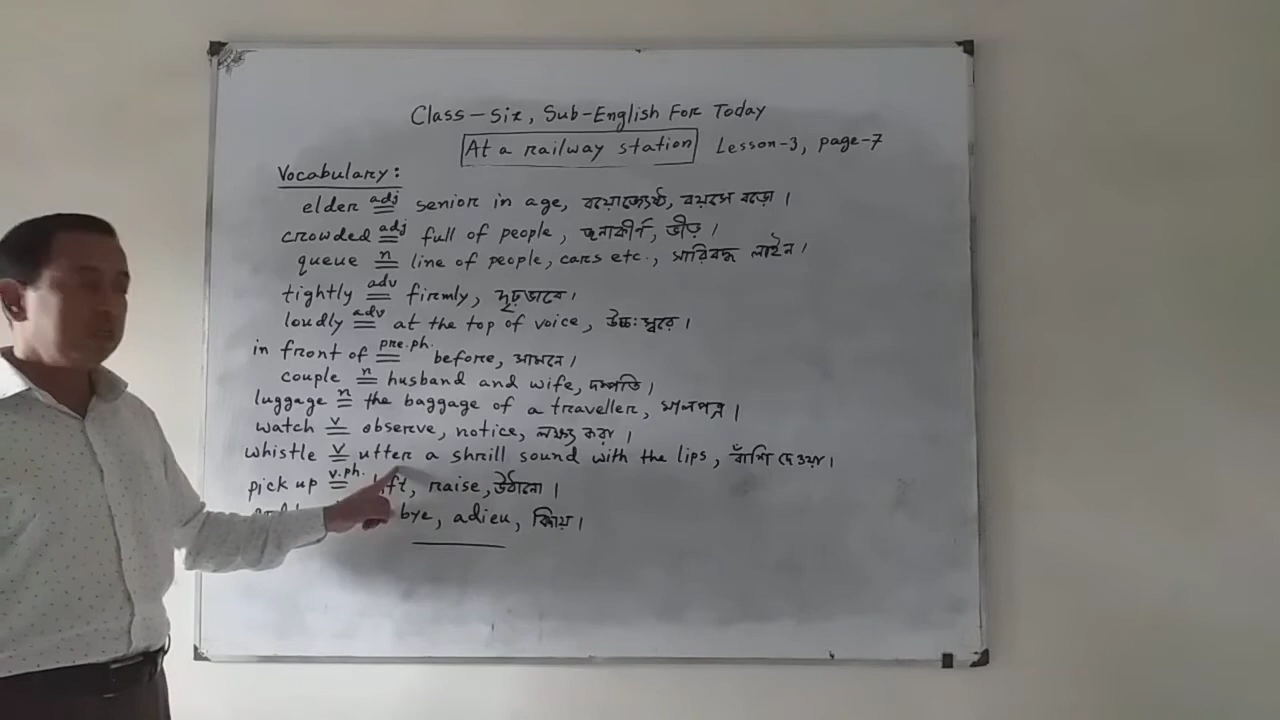 Class-Six, Sub-English For Today
At a railway station Lesson-3, page-7
Vocabulary:
elder adj = senior in age, বয়োজ্যেষ্ঠ, বয়সে বড়ো।
crowded adj = full of people, জনাকীর্ণ, ভীড়।
queue n = line of people, cars etc., সারিবদ্ধ লাইন।
tightly adv = firmly, দৃঢ়ভাবে।
loudly adv = at the top of voice, উচ্চঃস্বরে।
in front of pre.ph. = before, সামনে।
couple n = husband and wife, দম্পতি।
luggage n = the baggage of a traveller, মালপত্র।
watch v = observe, notice, লক্ষ্য করা।
whistle v = utter a shrill sound with the lips, বাঁশি দেওয়া।
pick up v.ph. = lift, raise, উঠানো।
bye, adieu, বিদায়।